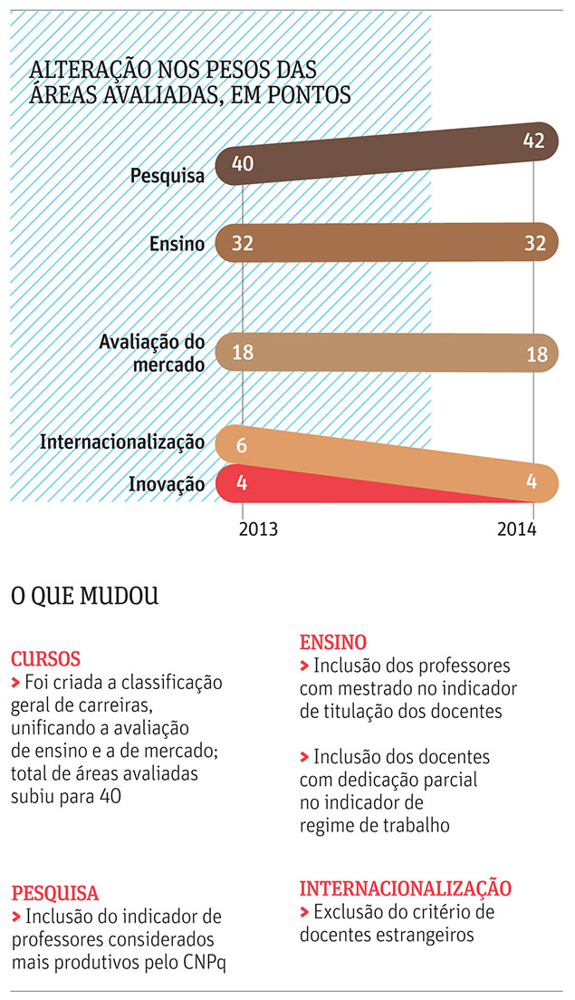 ALTERAÇÃO NOS PESOS DAS
ÁREAS AVALIADAS, EM PONTOS
Pesquisa 40 42
Ensino 32 32
Avaliação do
mercado 18 18
Internacionalização 6 4
Inovação 4
2013 2014
O QUE MUDOU
CURSOS
> Foi criada a classificação
geral de carreiras,
unificando a avaliação
de ensino e a de mercado;
total de áreas avaliadas
subiu para 40
ENSINO
> Inclusão dos professores
com mestrado no indicador
de titulação dos docentes
> Inclusão dos docentes
com dedicação parcial
no indicador de
regime de trabalho
PESQUISA
> Inclusão do indicador de
professores considerados
mais produtivos pelo CNPq
INTERNACIONALIZAÇÃO
> Exclusão do critério de
docentes estrangeiros